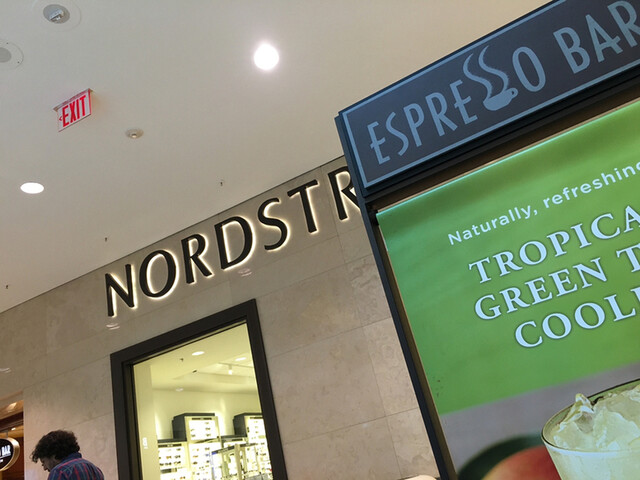 EXIT
NORDSTR
ESPRESSO BAR
Naturally, refreshing
TROPICA
GREEN T
COOL